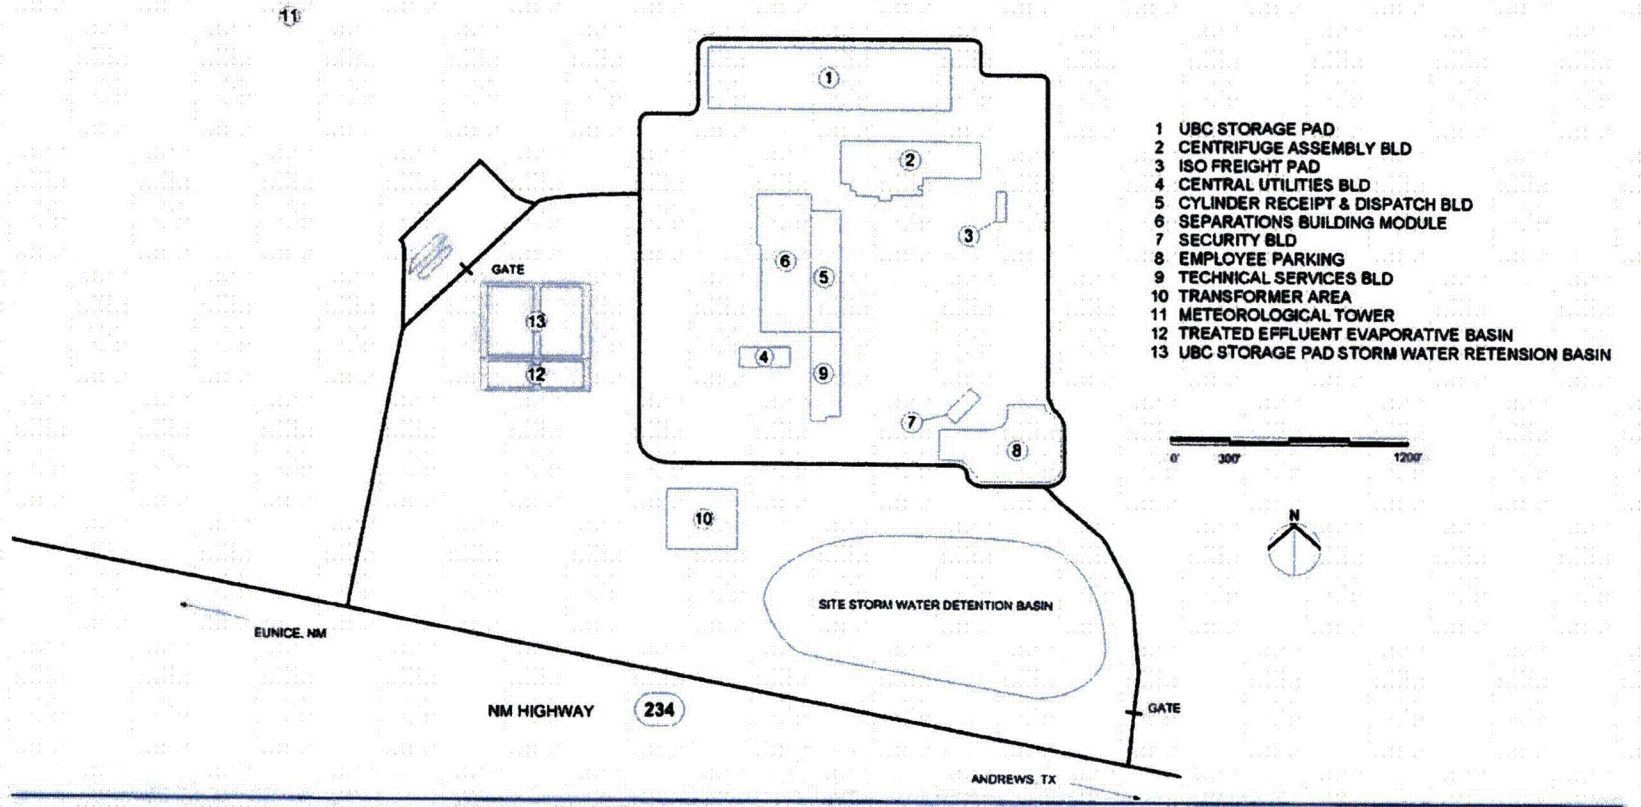 11
1
2
3
6
5
4
9
7
8
10
13
12
GATE
1 UBC STORAGE PAD
2 CENTRIFUGE ASSEMBLY BLD
3 ISO FREIGHT PAD
4 CENTRAL UTILITIES BLD
5 CYLINDER RECEIPT & DISPATCH BLD
6 SEPARATIONS BUILDING MODULE
7 SECURITY BLD
8 EMPLOYEE PARKING
9 TECHNICAL SERVICES BLD
10 TRANSFORMER AREA
11 METEOROLOGICAL TOWER
12 TREATED EFFLUENT EVAPORATIVE BASIN
13 UBC STORAGE PAD STORM WATER RETENSION BASIN
0' 300' 1200'
N
SITE STORM WATER DETENTION BASIN
EUNICE, NM
NM HIGHWAY 234
GATE
ANDREWS TX